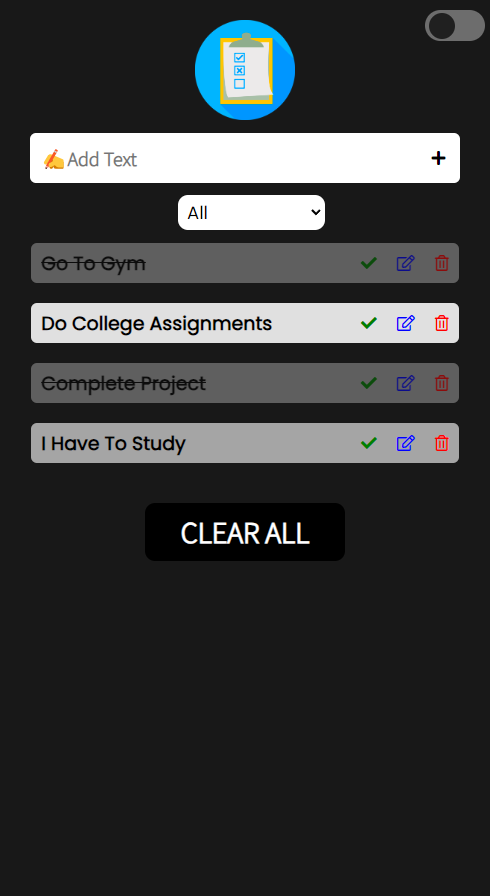 ✍️Add Text
All
Go To Gym
Do College Assignments
Complete Project
I Have To Study
CLEAR ALL